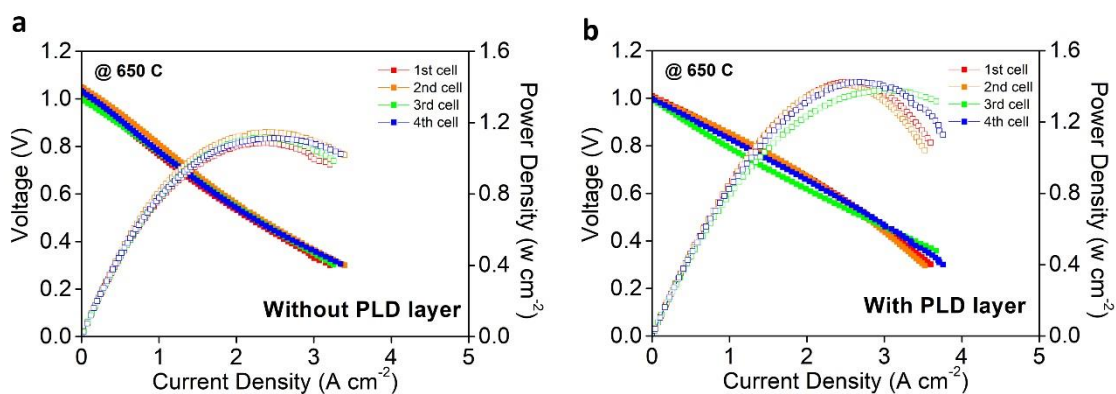 a
@ 650 C
1st cell
2nd cell
3rd cell
4th cell
Without PLD layer
Voltage (V)
1.2
1.0
0.8
0.6
0.4
0.2
0.0
Power Density (w cm-2)
1.6
1.2
0.8
0.4
0.0
0 1 2 3 4 5
Current Density (A cm-2)
b
@ 650 C
1st cell
2nd cell
3rd cell
4th cell
With PLD layer
Voltage (V)
1.2
1.0
0.8
0.6
0.4
0.2
0.0
Power Density (w cm-2)
1.6
1.2
0.8
0.4
0.0
0 1 2 3 4 5
Current Density (A cm-2)